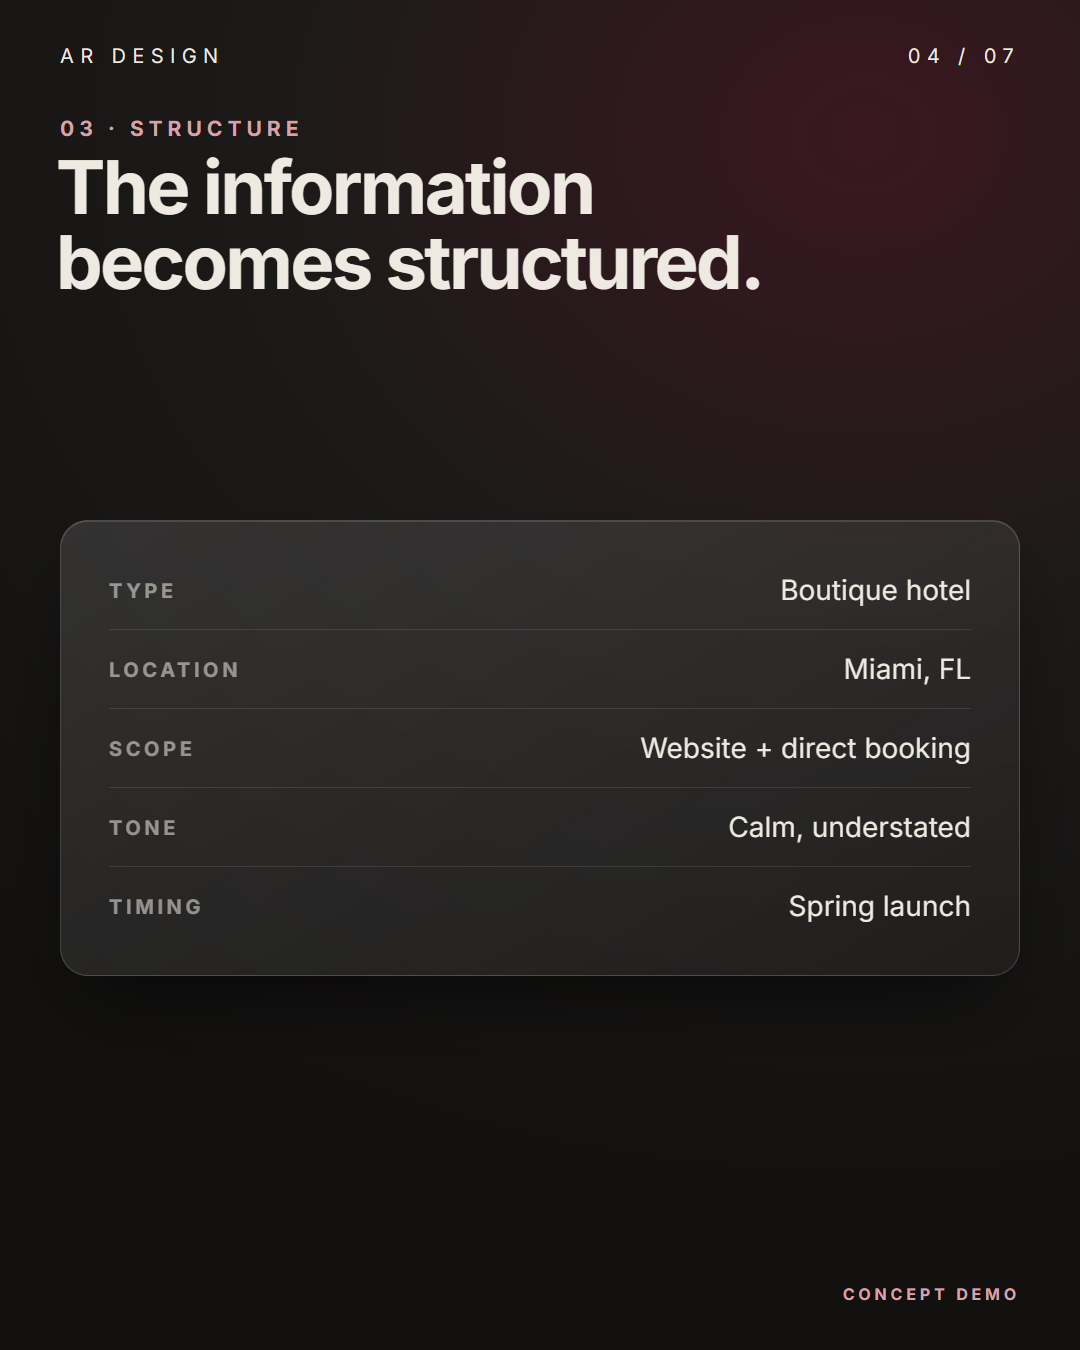 AR DESIGN
04 / 07
03 · STRUCTURE
The information
becomes structured.
TYPE
Boutique hotel
LOCATION
Miami, FL
SCOPE
Website + direct booking
TONE
Calm, understated
TIMING
Spring launch
CONCEPT DEMO